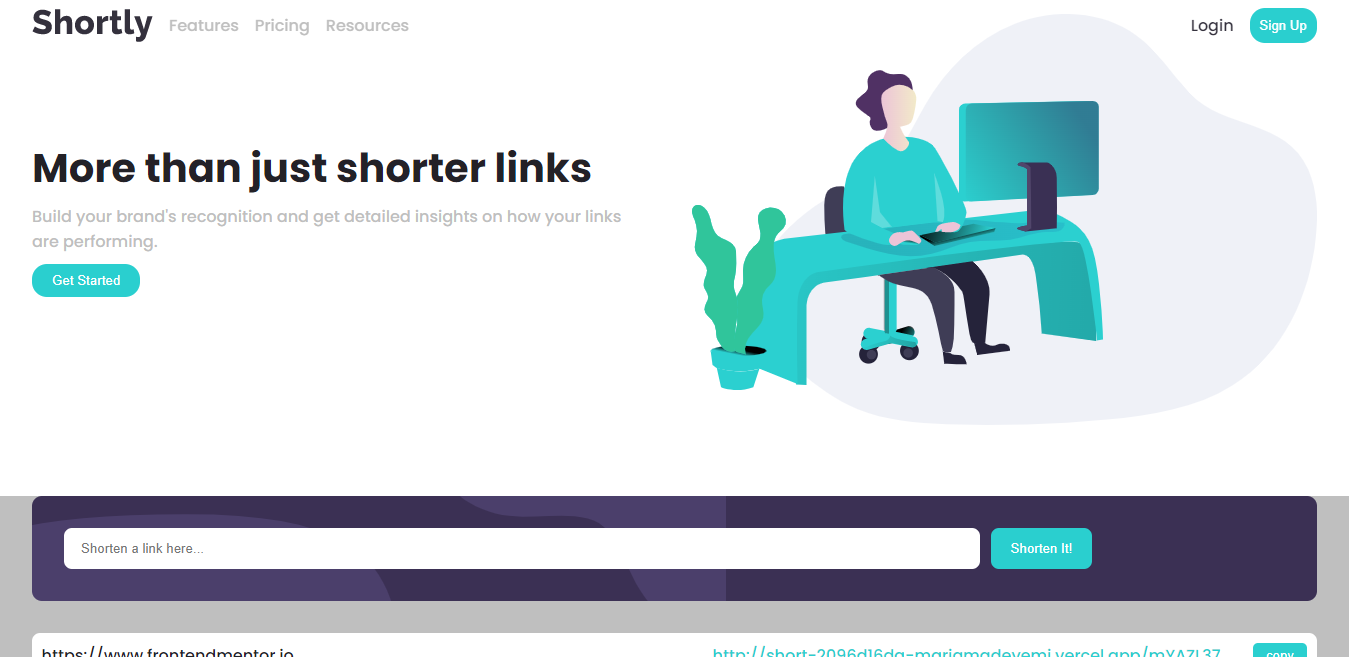 Shortly Features Pricing Resources Login Sign Up
More than just shorter links
Build your brand's recognition and get detailed insights on how your links
are performing.
Get Started
Shorten a link here...
Shorten It!
https://www.frontendmentor.io
http://short-2096d16da-mariamadeyemi.vercel.app/mYAZL37
copy